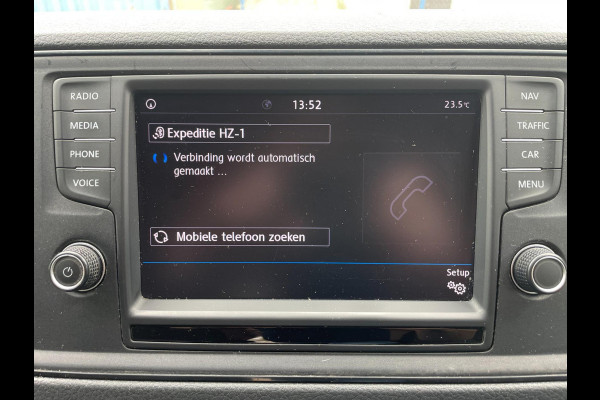 RADIO
MEDIA
PHONE
VOICE
13:52
23.5°C
Expeditie HZ-1
Verbinding wordt automatisch
gemaakt ...
Mobiele telefoon zoeken
Setup
NAV
TRAFFIC
CAR
MENU